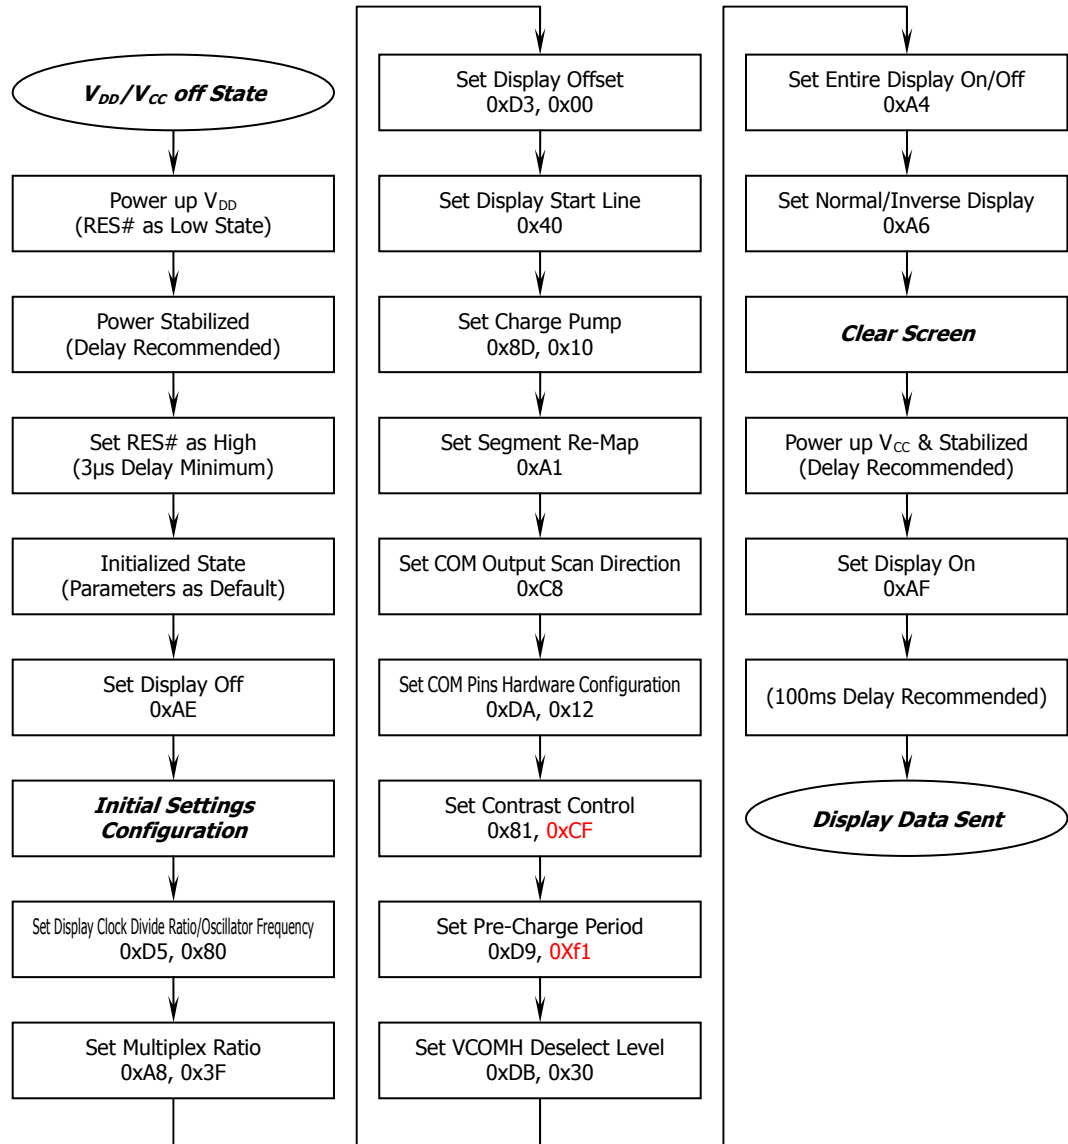 VDD/VCC off State
Power up VDD
(RES# as Low State)
Power Stabilized
(Delay Recommended)
Set RES# as High
(3μs Delay Minimum)
Initialized State
(Parameters as Default)
Set Display Off
0xAE
Initial Settings
Configuration
Set Display Clock Divide Ratio/Oscillator Frequency
0xD5, 0x80
Set Multiplex Ratio
0xA8, 0x3F
Set Display Offset
0xD3, 0x00
Set Display Start Line
0x40
Set Charge Pump
0x8D, 0x10
Set Segment Re-Map
0xA1
Set COM Output Scan Direction
0xC8
Set COM Pins Hardware Configuration
0xDA, 0x12
Set Contrast Control
0x81, 0xCF
Set Pre-Charge Period
0xD9, 0Xf1
Set VCOMH Deselect Level
0xDB, 0x30
Set Entire Display On/Off
0xA4
Set Normal/Inverse Display
0xA6
Clear Screen
Power up VCC & Stabilized
(Delay Recommended)
Set Display On
0xAF
(100ms Delay Recommended)
Display Data Sent